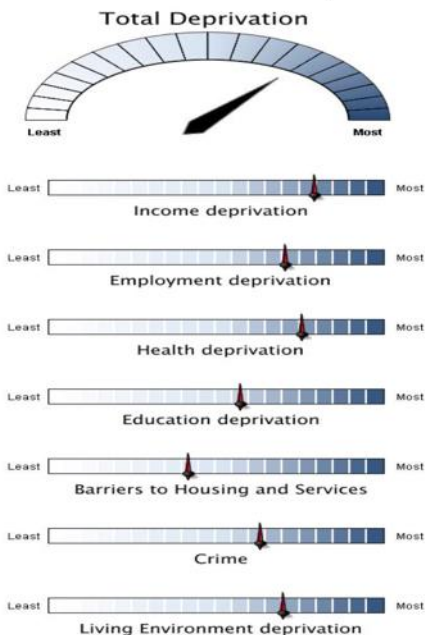 Total Deprivation
Least Most
Least Most
Income deprivation
Least Most
Employment deprivation
Least Most
Health deprivation
Least Most
Education deprivation
Least Most
Barriers to Housing and Services
Least Most
Crime
Least Most
Living Environment deprivation